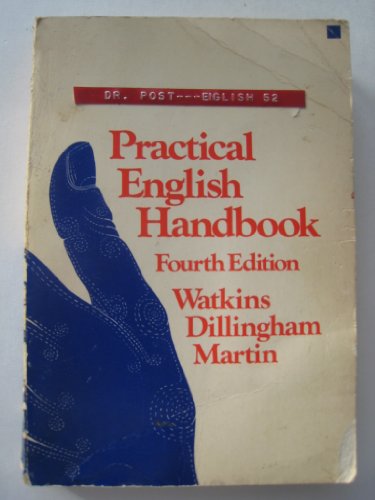 DR. POST---ENGLISH 52
Practical
English
Handbook
Fourth Edition
Watkins
Dillingham
Martin